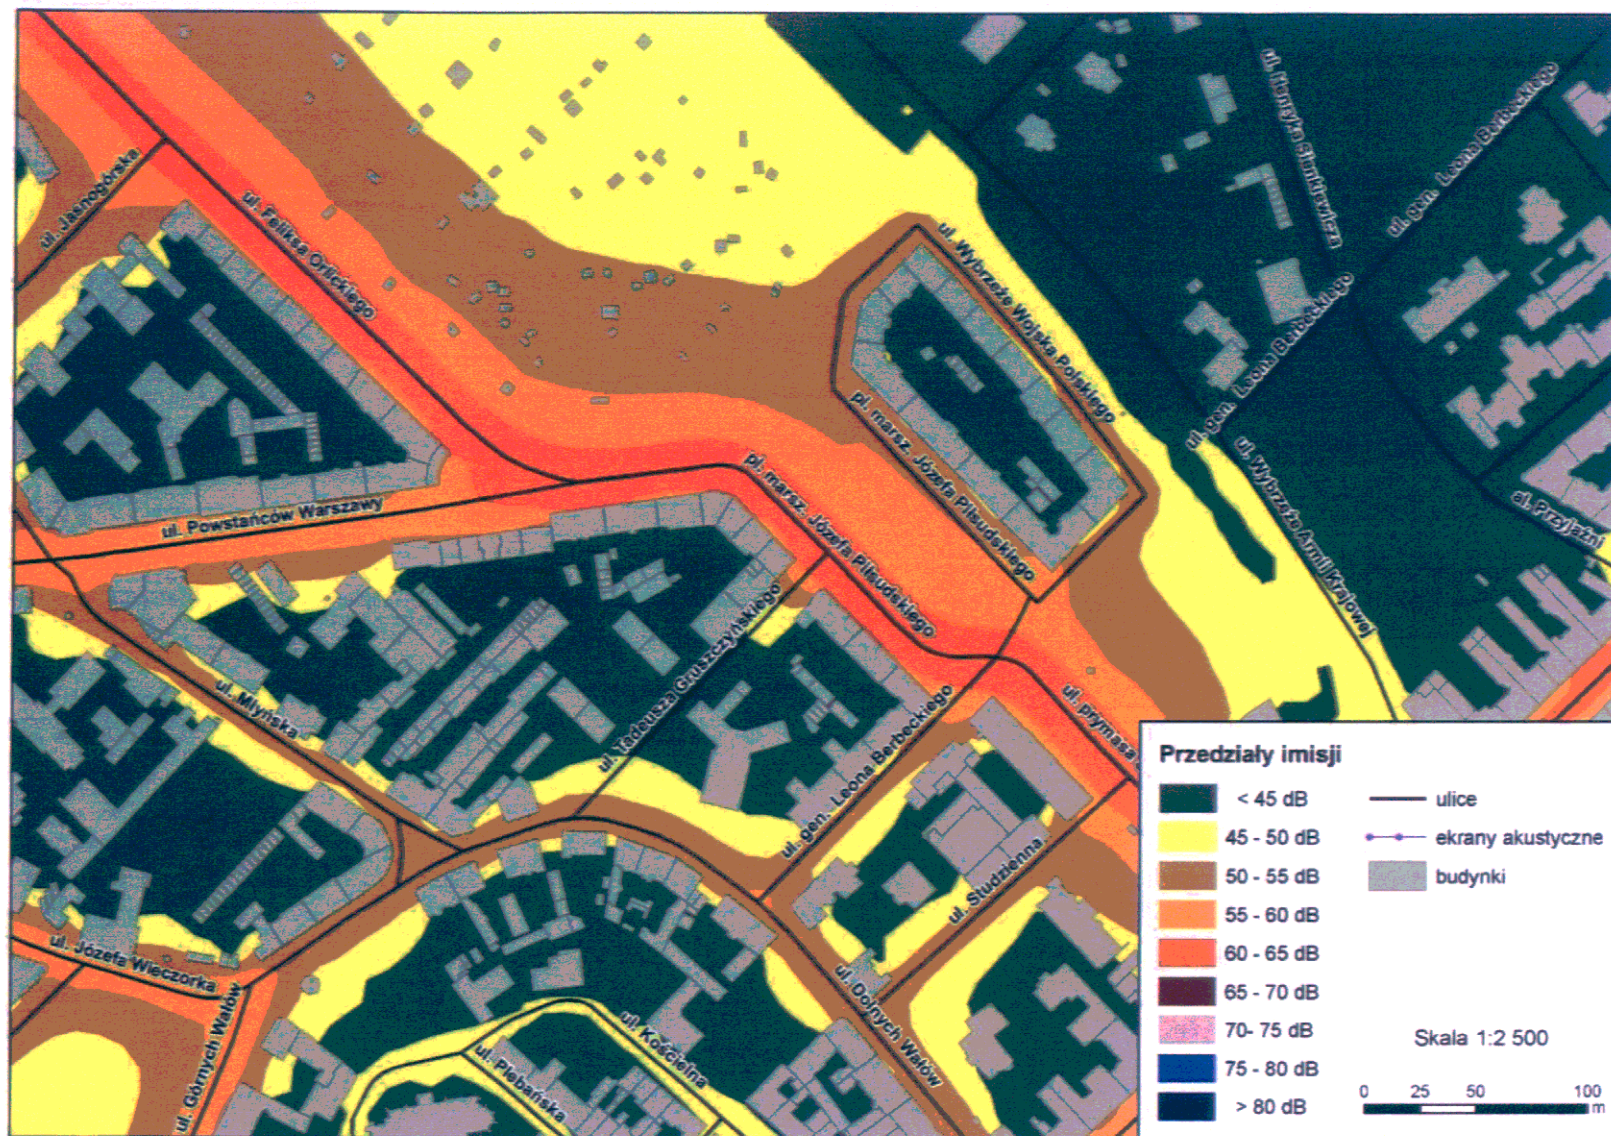 ul. Henryka Sienkiewicza
ul. gen. Leona Berbeckiego
ul. Jasnogórska
ul. Feliksa Orlickiego
ul. Wybrzeże Wojska Polskiego
ul. gen. Leona Berbeckiego
pl. marsz. Józefa Piłsudskiego
ul. Wybrzeże Armii Krajowej
al. Przyjaźni
ul. Powstańców Warszawy
pl. marsz. Józefa Piłsudskiego
ul. Tadeusza Gruszczyńskiego
ul. Młyńska
ul. gen. Leona Berbeckiego
ul. prymasa
ul. Studzienna
ul. Józefa Wieczorka
ul. Górnych Wałów
ul. Dolnych Wałów
ul. Kościelna
ul. Plebańska
Przedziały imisji
< 45 dB
45 - 50 dB
50 - 55 dB
55 - 60 dB
60 - 65 dB
65 - 70 dB
70- 75 dB
75 - 80 dB
> 80 dB
ulice
ekrany akustyczne
budynki
Skala 1:2 500
0 25 50 100
m